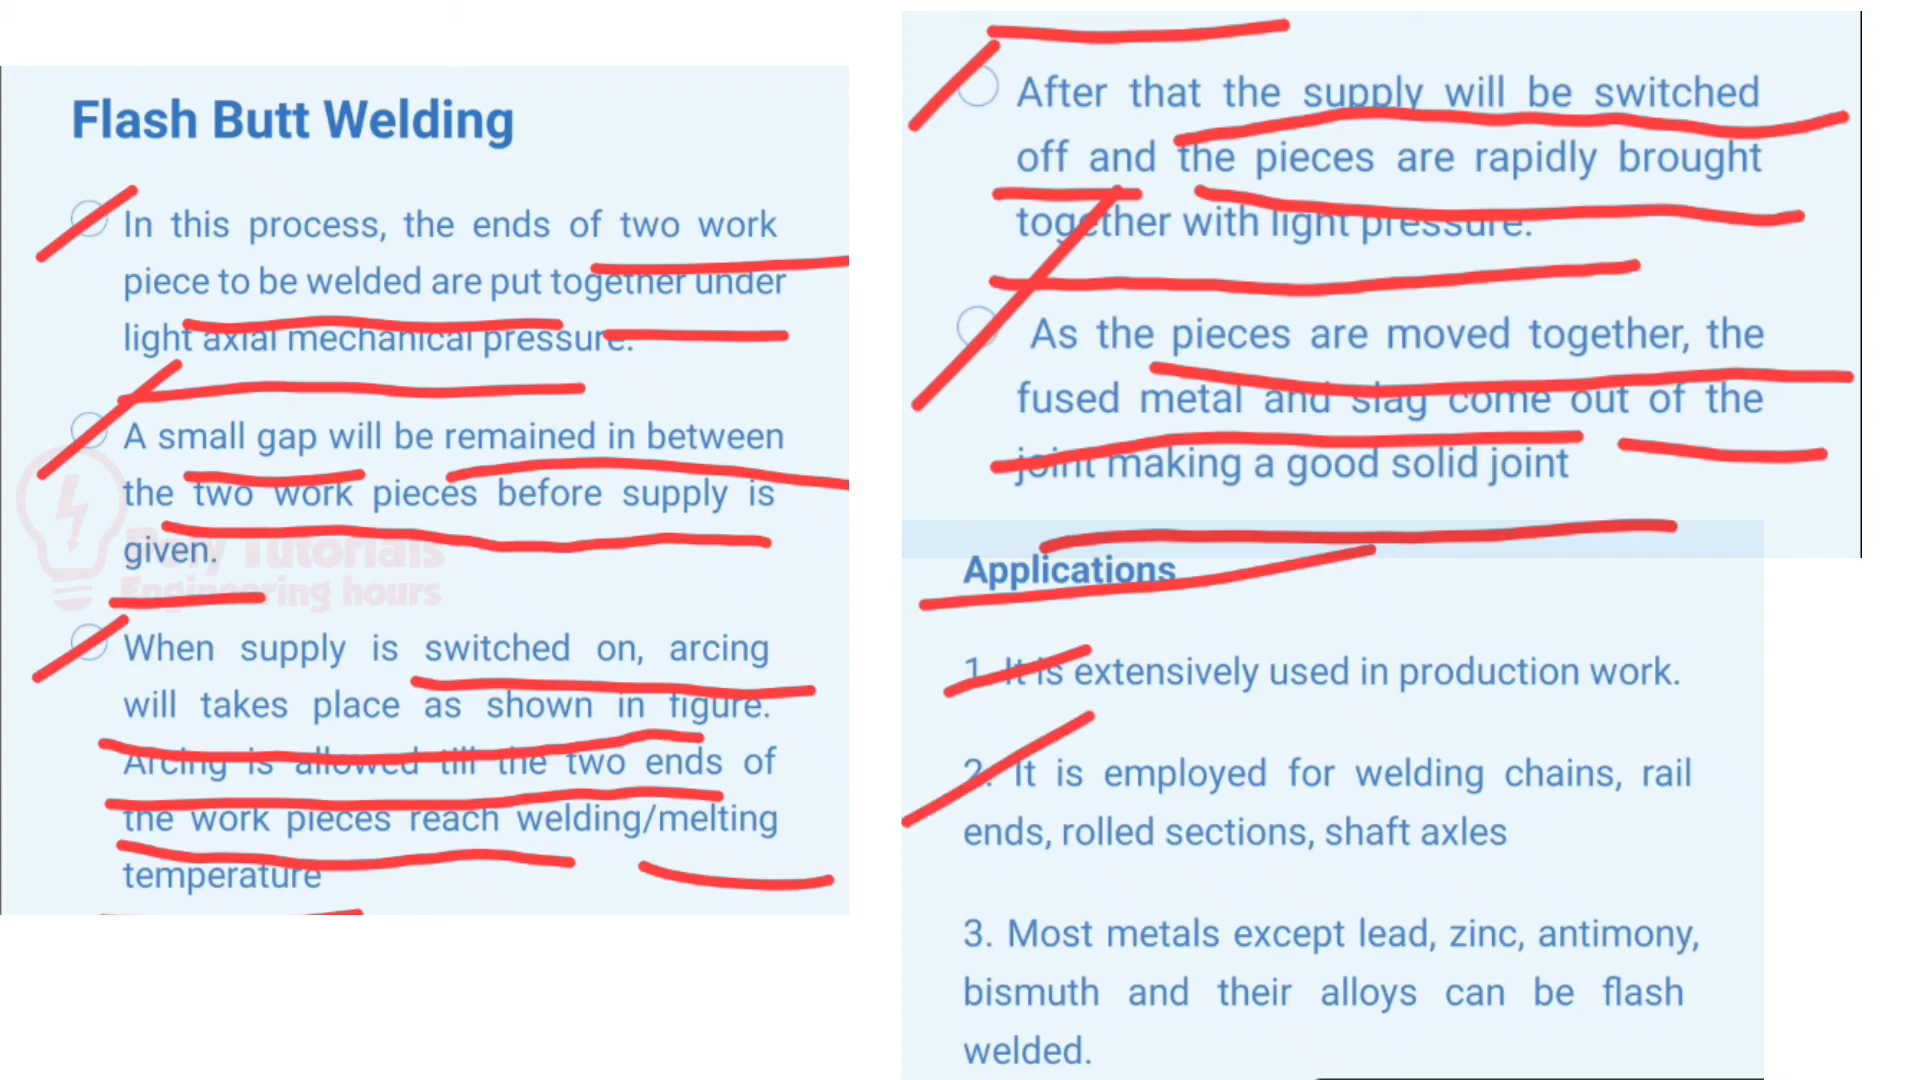 Flash Butt Welding
In this process, the ends of two work
piece to be welded are put together under
light axial mechanical pressure.
A small gap will be remained in between
the two work pieces before supply is
given.
Poly Tutorials
Engineering hours
When supply is switched on, arcing
will takes place as shown in figure.
Arcing is allowed till the two ends of
the work pieces reach welding/melting
temperature
After that the supply will be switched
off and the pieces are rapidly brought
together with light pressure.
As the pieces are moved together, the
fused metal and slag come out of the
joint making a good solid joint
Applications
1. It is extensively used in production work.
2. It is employed for welding chains, rail
ends, rolled sections, shaft axles
3. Most metals except lead, zinc, antimony,
bismuth and their alloys can be flash
welded.